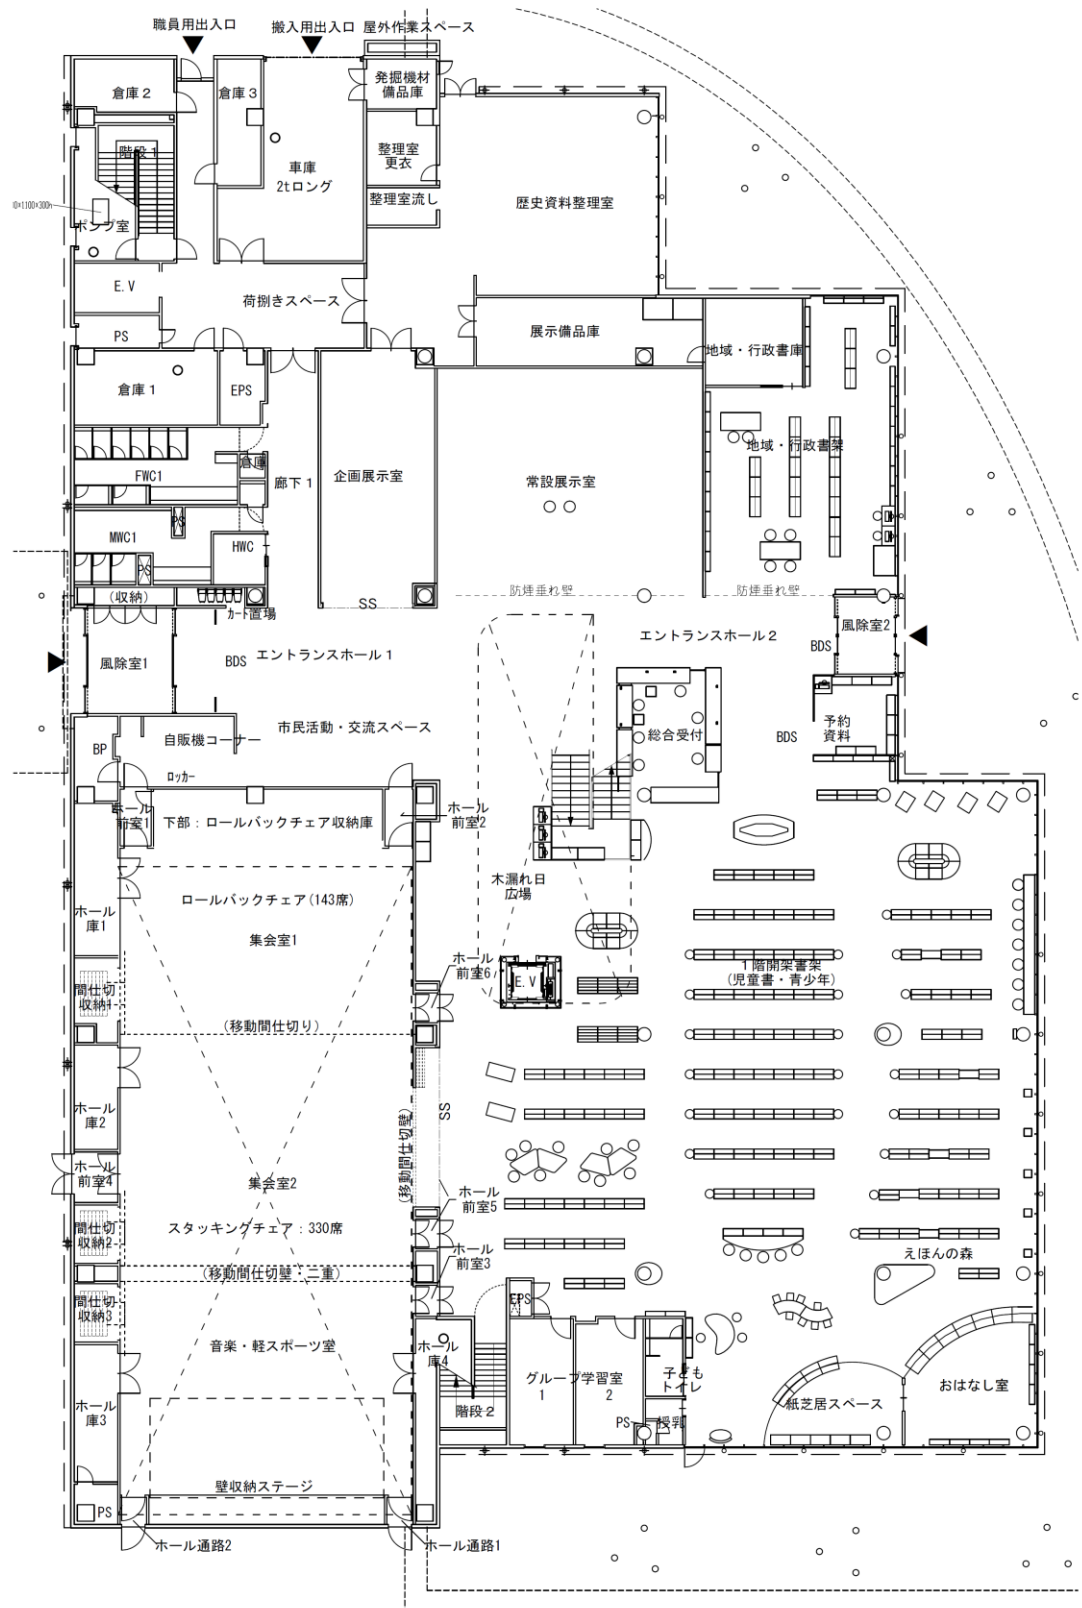 職員用出入口
搬入用出入口
屋外作業スペース
倉庫2
倉庫3
発掘機材
備品庫
階段1
車庫
2tロング
整理室
更衣
整理室流し
歴史資料整理室
ポンプ室
E.V
荷捌きスペース
PS
展示備品庫
地域・行政書庫
倉庫1
EPS
地域・行政書架
FWC1
倉庫
廊下1
企画展示室
常設展示室
PS
MWC1
HWC
PS
(収納)
カート置場
SS
防煙垂れ壁
防煙垂れ壁
風除室1
BDS
エントランスホール1
エントランスホール2
BDS
風除室2
市民活動・交流スペース
総合受付
BDS
予約
資料
BP
自販機コーナー
ロッカー
ホール
前室1
下部：ロールバックチェア収納庫
ホール
前室2
木漏れ日
広場
ロールバックチェア(143席)
ホール
庫1
集会室1
ホール
前室6
E.V
1階開架書架
(児童書・青少年)
間仕切
収納1
(移動間仕切り)
ホール
庫2
SS
(移動間仕切壁)
ホール
前室4
集会室2
ホール
前室5
間仕切
収納2
スタッキングチェア：330席
ホール
前室3
えほんの森
(移動間仕切壁・二重)
間仕切
収納3
EPS
音楽・軽スポーツ室
ホール
庫4
グループ学習室
1
2
子ども
トイレ
おはなし室
紙芝居スペース
ホール
庫3
階段2
PS
授乳
壁収納ステージ
PS
ホール通路2
ホール通路1